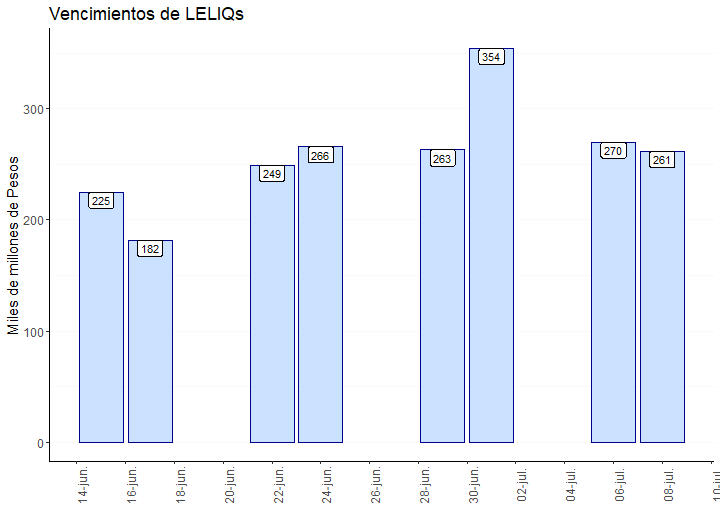 Vencimientos de LELIQs
Miles de millones de Pesos
300
200
100
0
225
182
249
266
263
354
270
261
14-jun.
16-jun.
18-jun.
20-jun.
22-jun.
24-jun.
26-jun.
28-jun.
30-jun.
02-jul.
04-jul.
06-jul.
08-jul.
10-jul